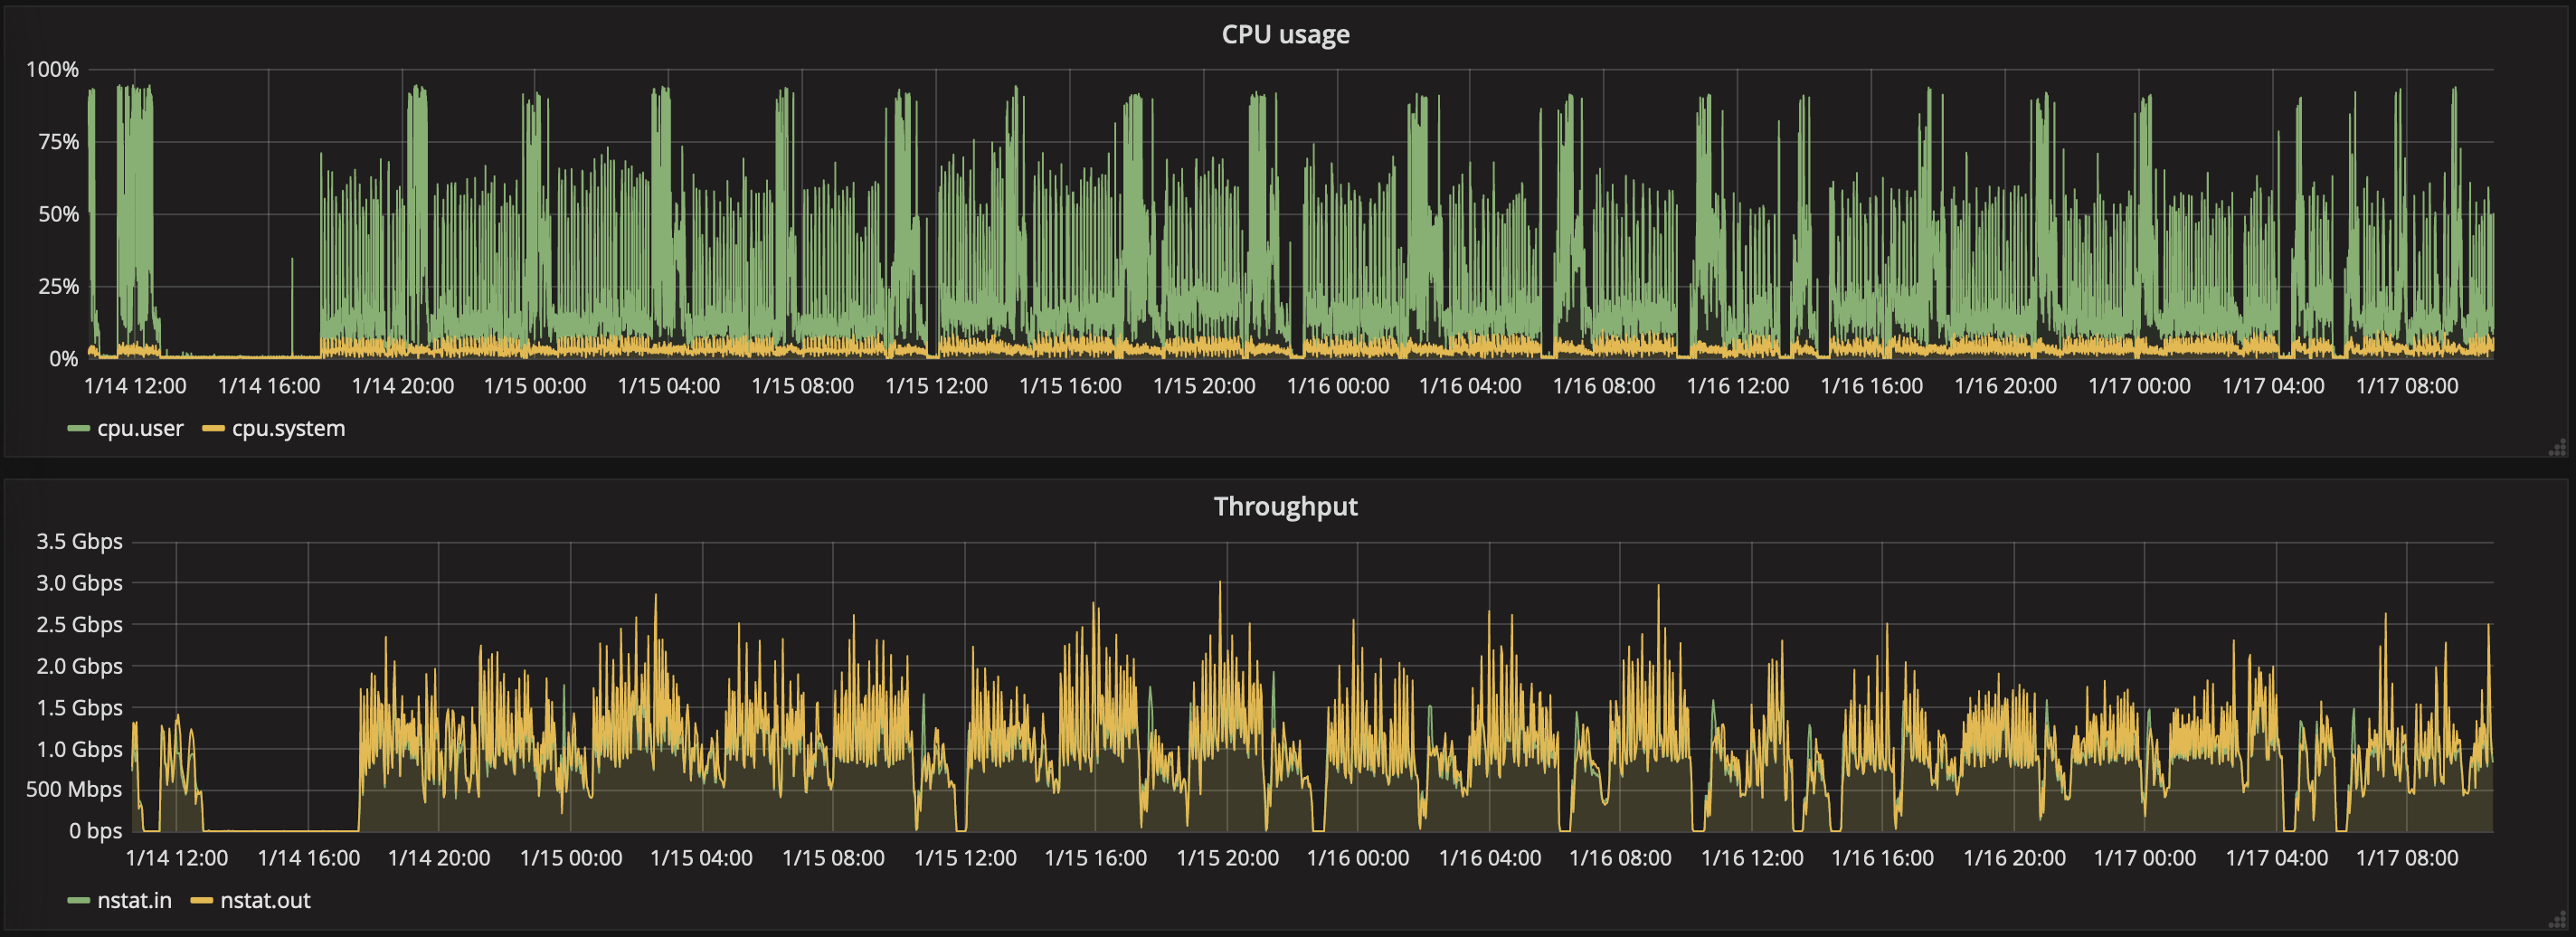 CPU usage
100%
75%
50%
25%
0%
1/14 12:00 1/14 16:00 1/14 20:00 1/15 00:00 1/15 04:00 1/15 08:00 1/15 12:00 1/15 16:00 1/15 20:00 1/16 00:00 1/16 04:00 1/16 08:00 1/16 12:00 1/16 16:00 1/16 20:00 1/17 00:00 1/17 04:00 1/17 08:00
cpu.user cpu.system
Throughput
3.5 Gbps
3.0 Gbps
2.5 Gbps
2.0 Gbps
1.5 Gbps
1.0 Gbps
500 Mbps
0 bps
1/14 12:00 1/14 16:00 1/14 20:00 1/15 00:00 1/15 04:00 1/15 08:00 1/15 12:00 1/15 16:00 1/15 20:00 1/16 00:00 1/16 04:00 1/16 08:00 1/16 12:00 1/16 16:00 1/16 20:00 1/17 00:00 1/17 04:00 1/17 08:00
nstat.in nstat.out